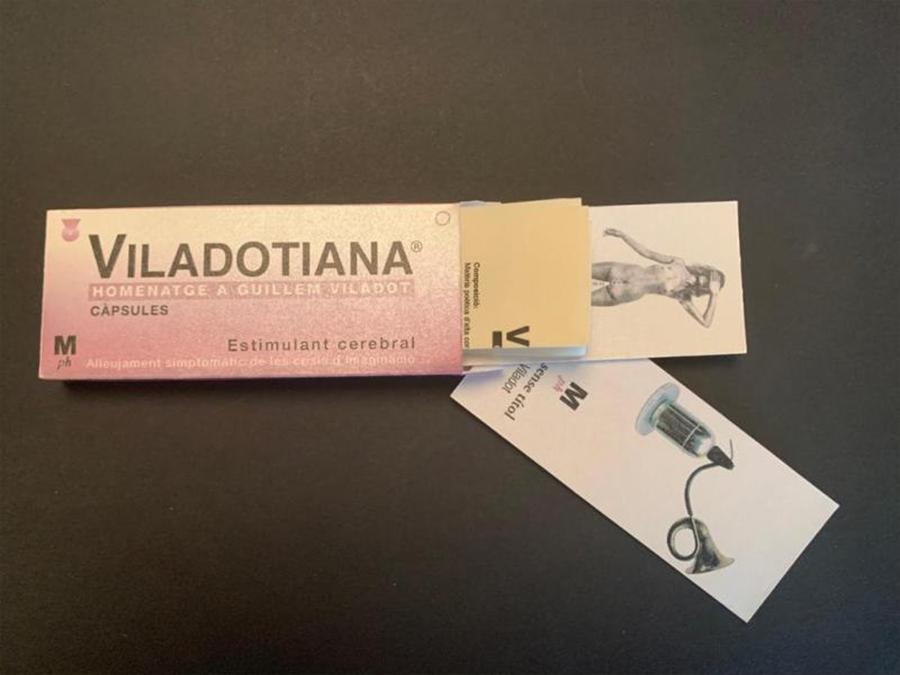 VILADOTIANA®
HOMENATGE A GUILLEM VILADOT
CÀPSULES
Estimulant cerebral
M
ph
Alleujament simptomàtic de les cesis d'imaginació
Composició:
Matèria poètica d'alta con
V
sense títol
Viladot
M
ph